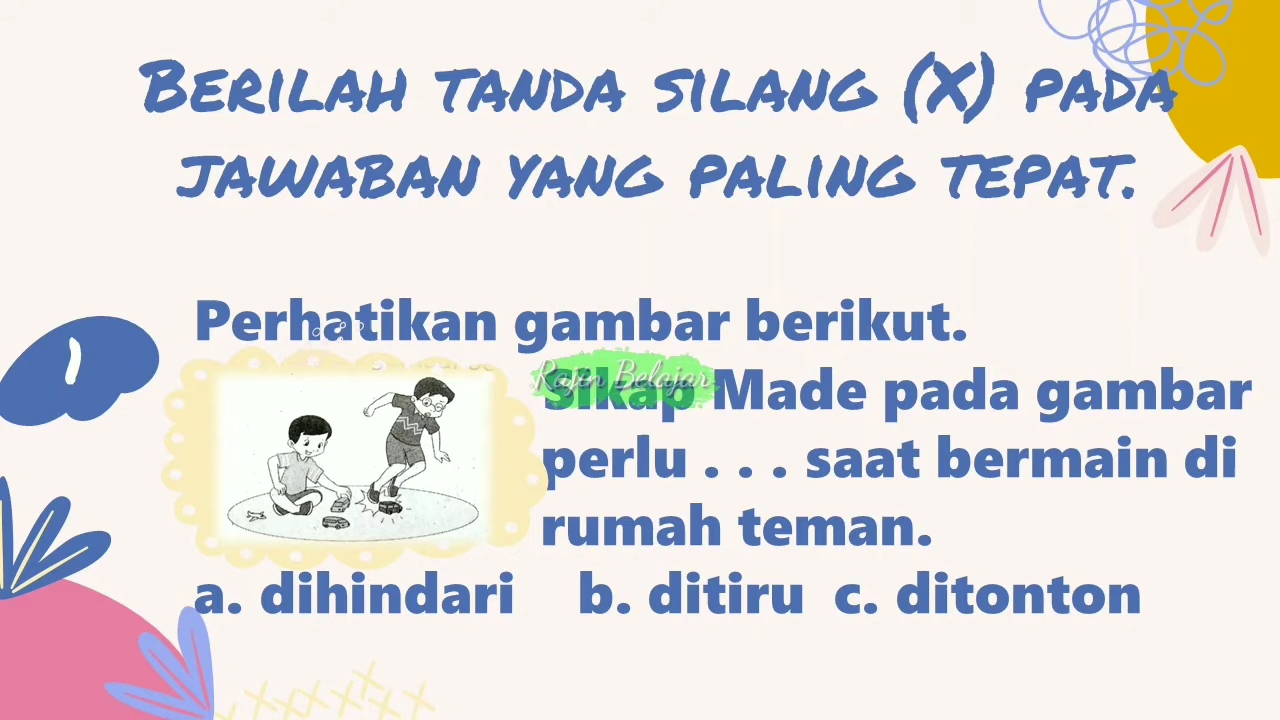 Berilah tanda silang (X) pada
jawaban yang paling tepat.
1
Perhatikan gambar berikut.
Rajin Belajar
Sikap Made pada gambar
perlu . . . saat bermain di
rumah teman.
a. dihindari b. ditiru c. ditonton